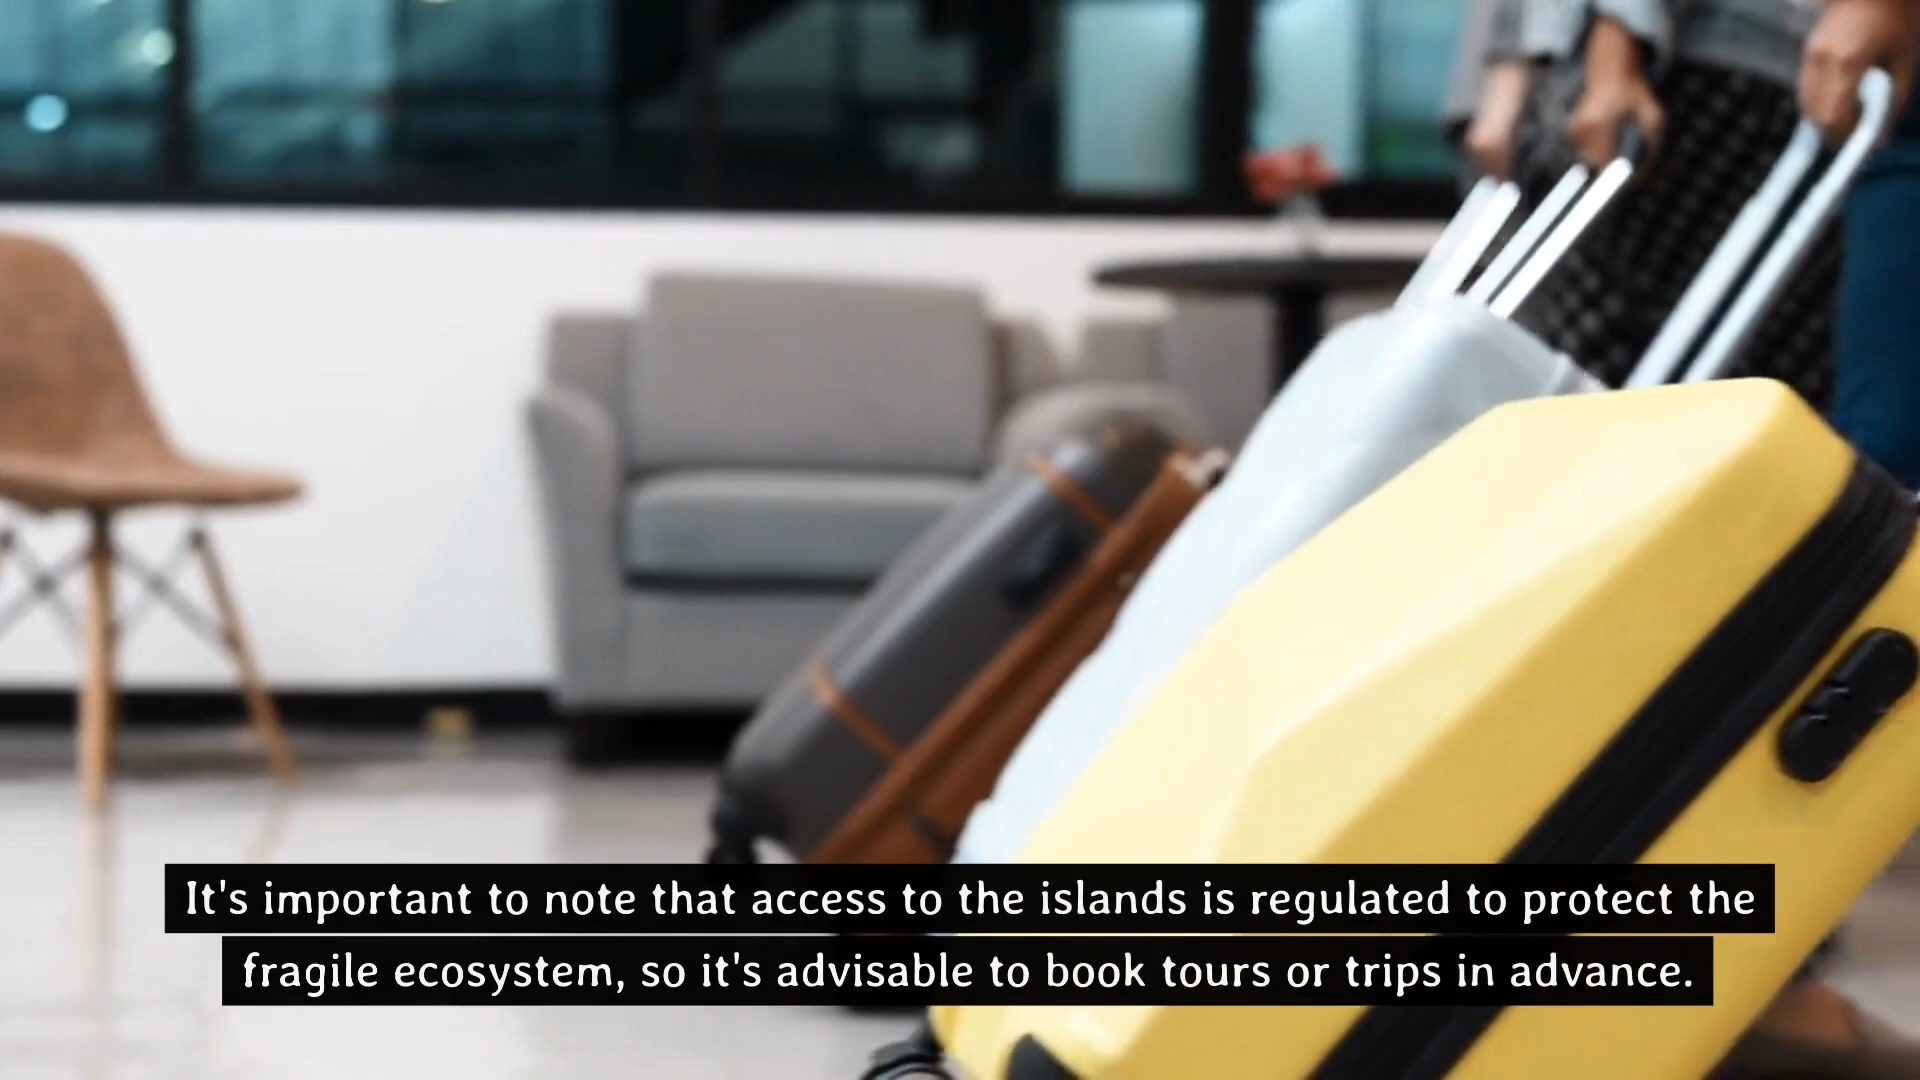 It's important to note that access to the islands is regulated to protect the
fragile ecosystem, so it's advisable to book tours or trips in advance.